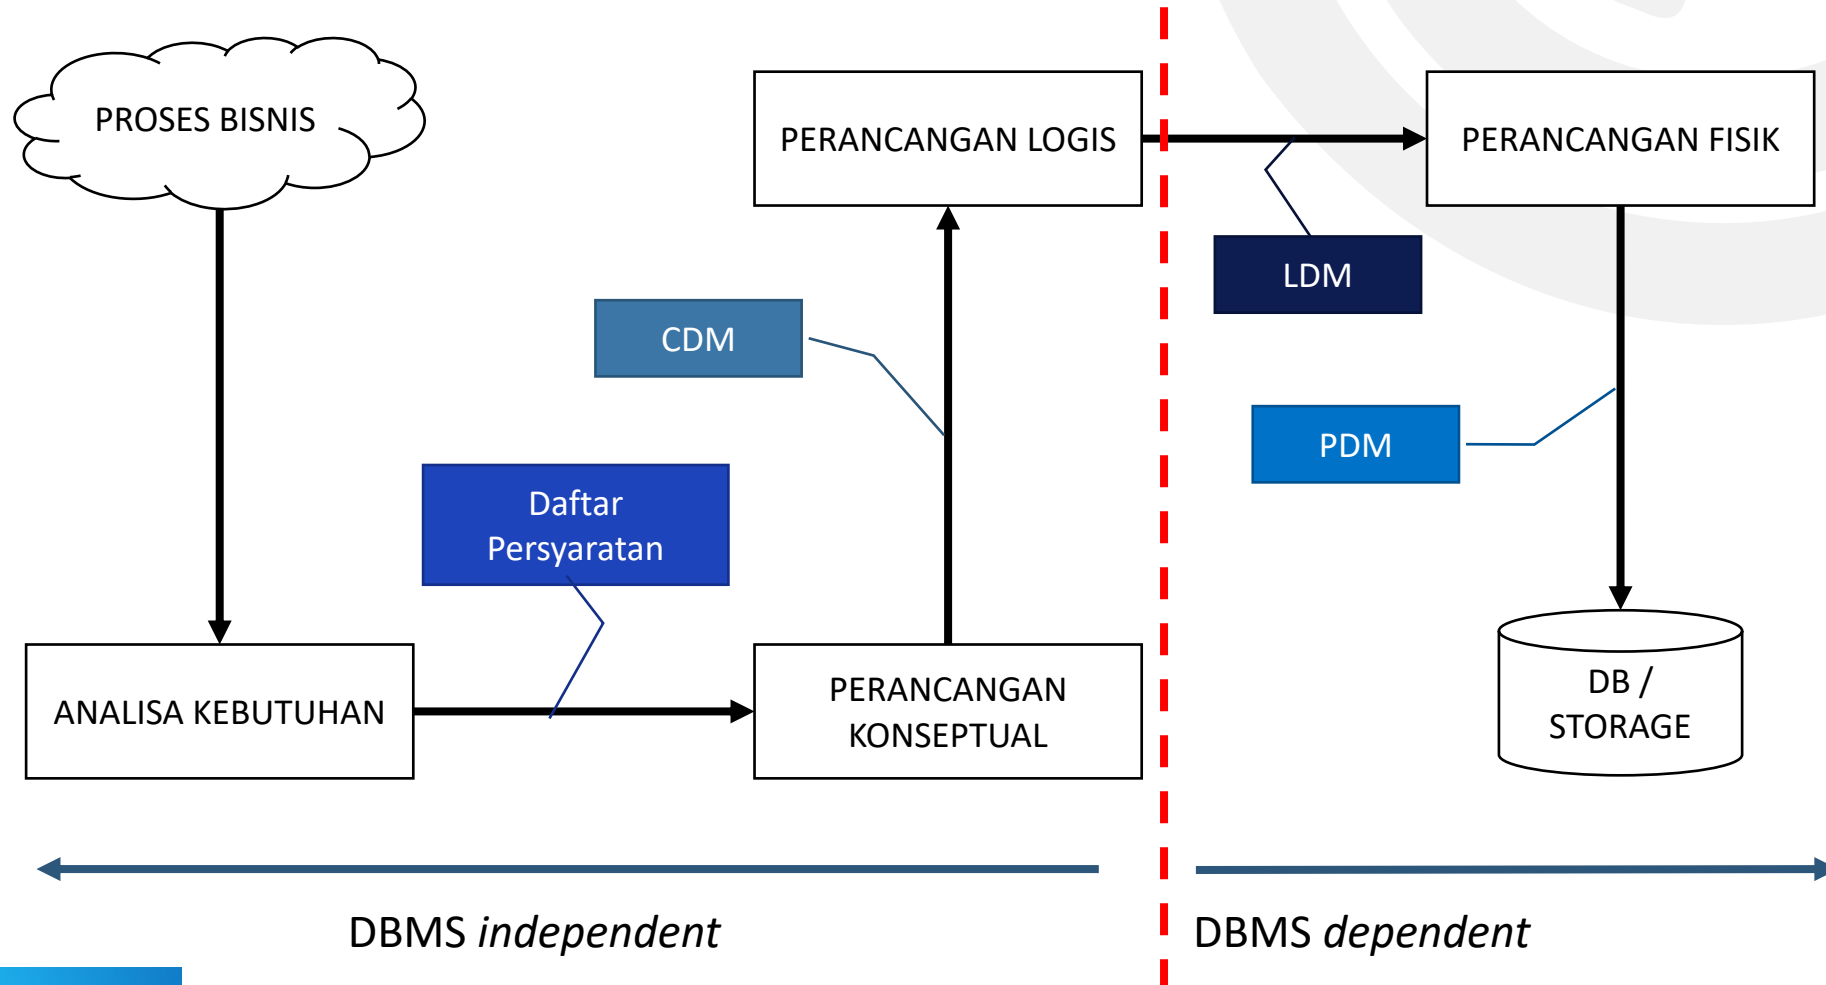 PROSES BISNIS
PERANCANGAN LOGIS
PERANCANGAN FISIK
LDM
CDM
PDM
Daftar
Persyaratan
ANALISA KEBUTUHAN
PERANCANGAN
KONSEPTUAL
DB /
STORAGE
DBMS independent
DBMS dependent